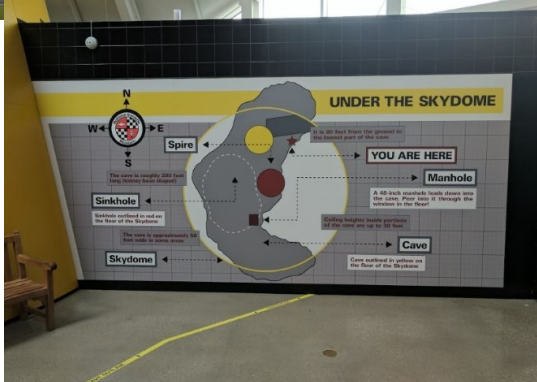 UNDER THE SKYDOME
N
W
E
S
Spire
It is 20 feet from the ground to
the lowest part of the cave
YOU ARE HERE
The cave is roughly 200 feet
long (kidney bean shaped)
Manhole
A 48-inch manhole leads down into
the cave. Peer into it through the
window in the floor!
Sinkhole
Sinkhole outlined in red on
the floor of the Skydome
Ceiling heights inside portions
of the cave are up to 30 feet
The cave is approximately
feet wide in some areas
Cave
Cave outlined in yellow on
the floor of the Skydome
Skydome